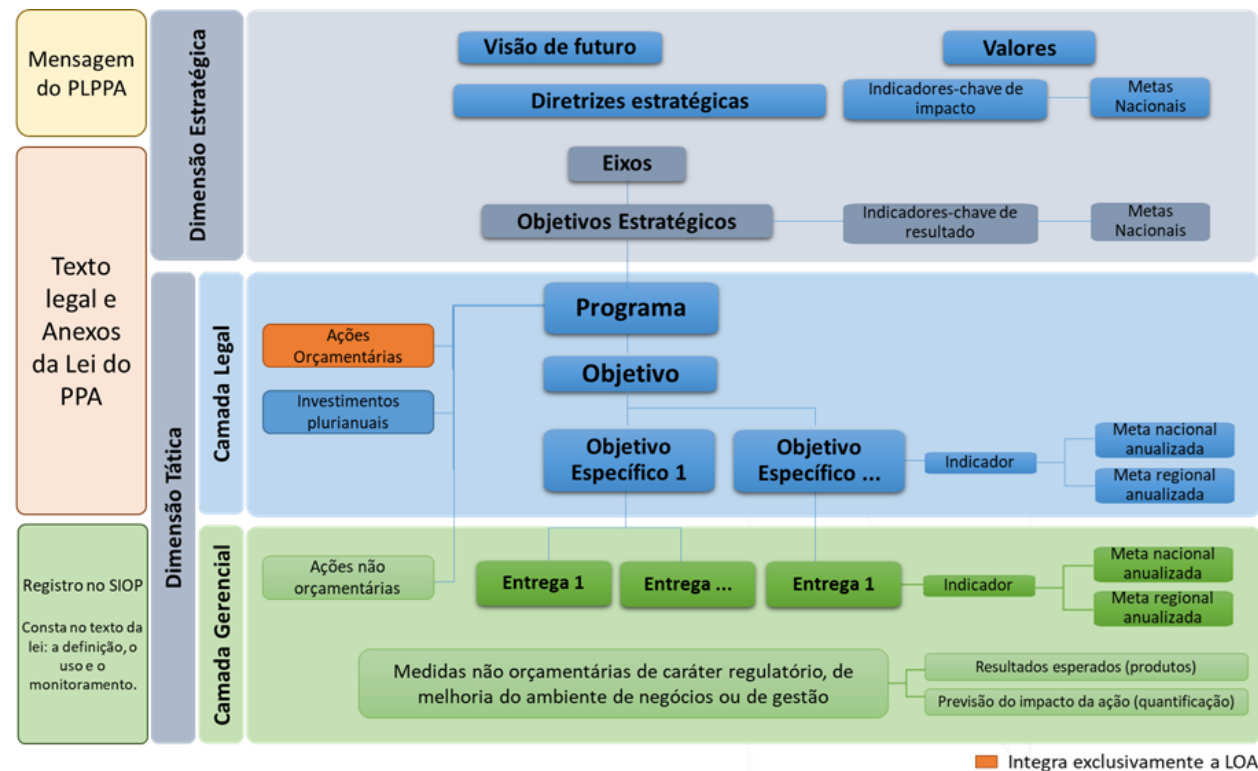 Mensagem
do PLPPA
Texto
legal e
Anexos
da Lei do
PPA
Registro no SIOP
Consta no texto da
lei: a definição, o
uso e o
monitoramento.
Dimensão Estratégica
Visão de futuro
Valores
Diretrizes estratégicas
Indicadores-chave de
impacto
Metas
Nacionais
Eixos
Objetivos Estratégicos
Indicadores-chave de
resultado
Metas
Nacionais
Dimensão Tática
Camada Legal
Programa
Ações
Orçamentárias
Objetivo
Investimentos
plurianuais
Objetivo
Específico 1
Objetivo
Específico ...
Indicador
Meta nacional
anualizada
Meta regional
anualizada
Camada Gerencial
Ações não
orçamentárias
Entrega 1
Entrega ...
Entrega 1
Indicador
Meta nacional
anualizada
Meta regional
anualizada
Medidas não orçamentárias de caráter regulatório, de
melhoria do ambiente de negócios ou de gestão
Resultados esperados (produtos)
Previsão do impacto da ação (quantificação)
Integra exclusivamente a LOA